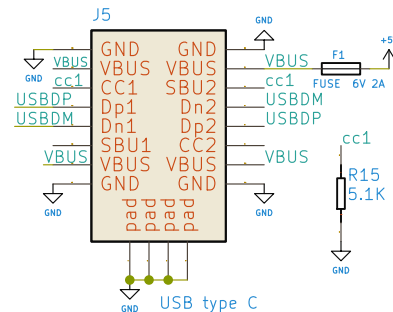 J5
GND
+5
GND GND
VBUS VBUS VBUS VBUS F1
GND cc1 CC1 SBU2 cc1 FUSE 6V 2A
USBDP Dp1 Dn2 USBDM
USBDM Dn1 Dp2 USBDP
SBU1 CC2 cc1
VBUS VBUS VBUS VBUS
GND GND R15
5.1K
GND pad pad pad pad GND
GND
GND USB type C